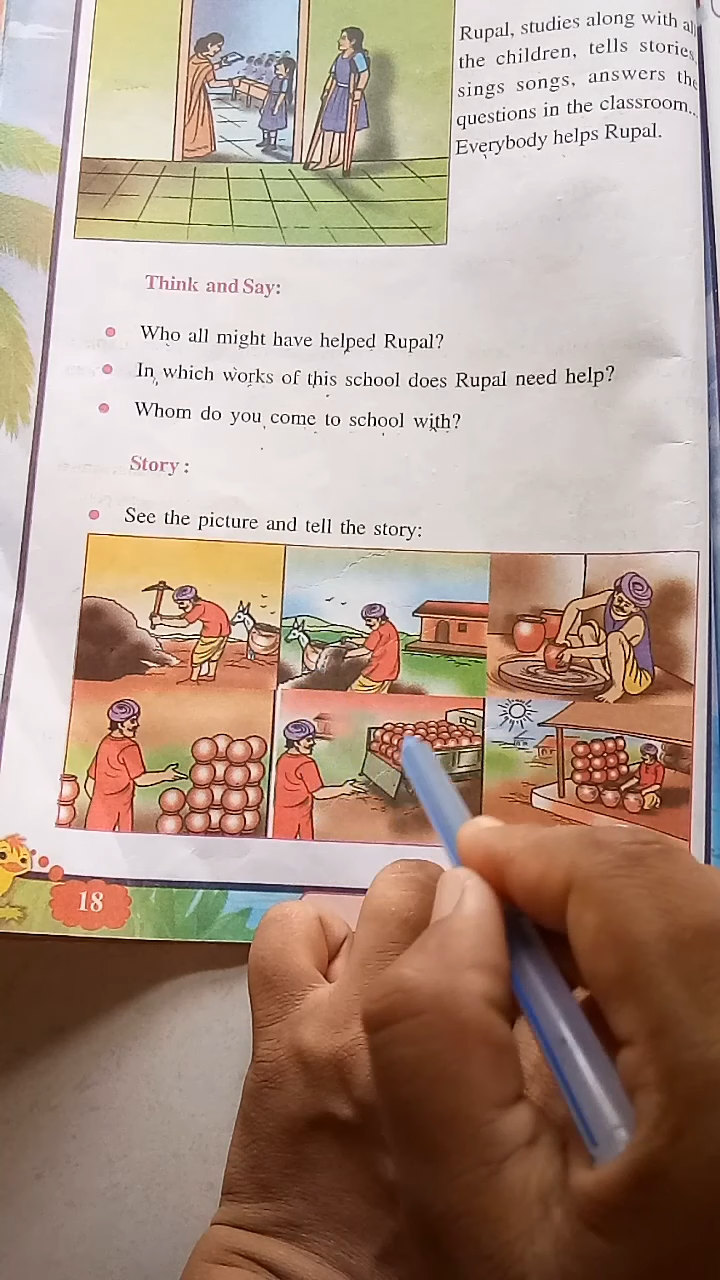 Rupal, studies along with all
the children, tells stories,
sings songs, answers the
questions in the classroom..
Everybody helps Rupal.
Think and Say:
Who all might have helped Rupal?
In which works of this school does Rupal need help?
Whom do you come to school with?
Story :
See the picture and tell the story:
18